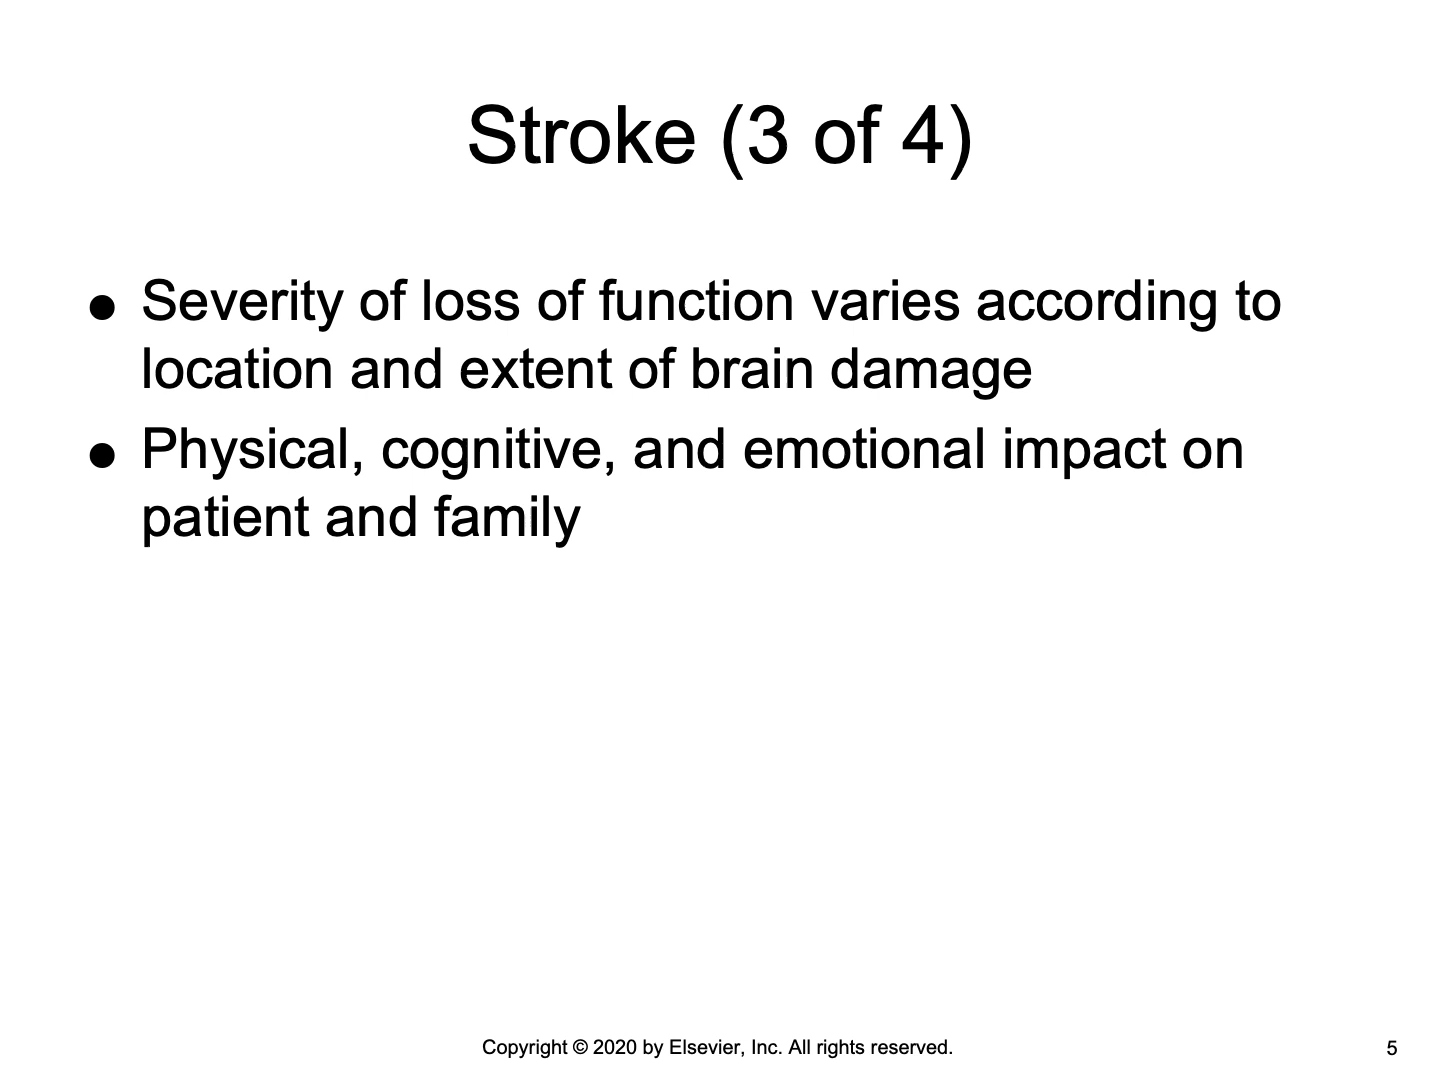 Stroke (3 of 4)
● Severity of loss of function varies according to
location and extent of brain damage
● Physical, cognitive, and emotional impact on
patient and family
Copyright © 2020 by Elsevier, Inc. All rights reserved.
5